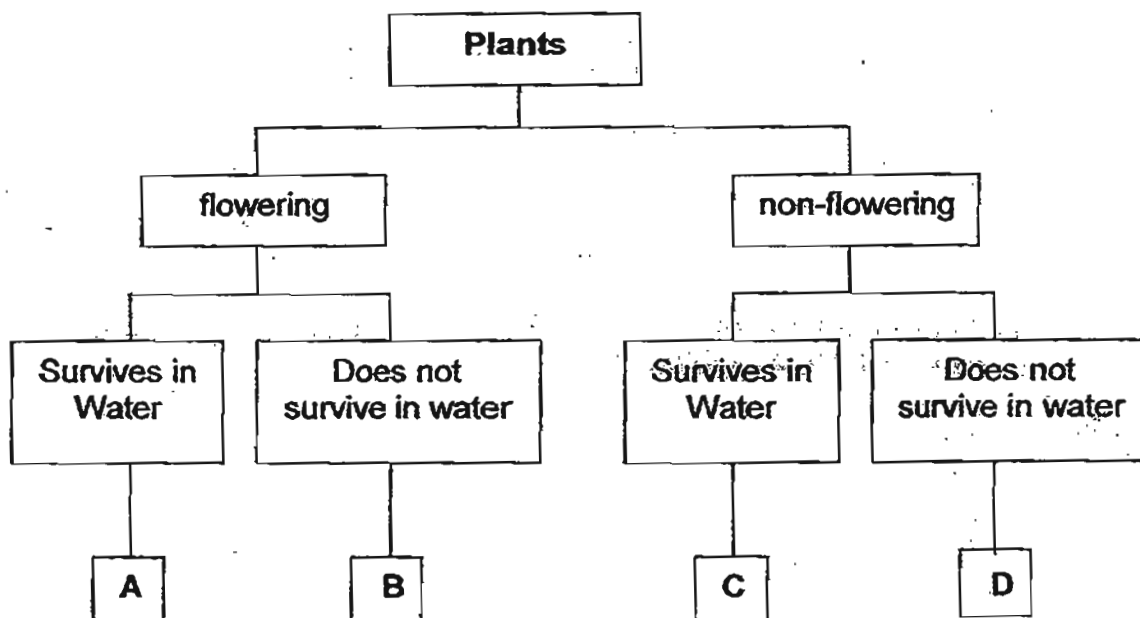 Plants
flowering
non-flowering
Survives in
Water
Does not
survive in water
Survives in
Water
Does not
survive in water
A
B
C
D